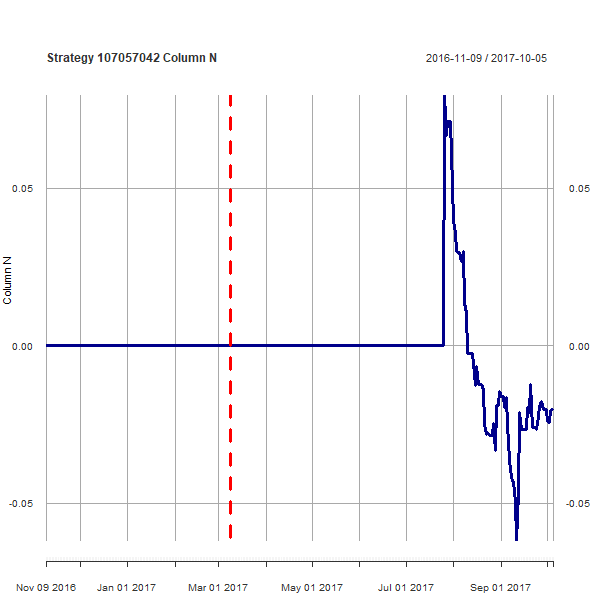 Strategy 107057042 Column N
2016-11-09 / 2017-10-05
0.05
0.05
Column N
0.00
0.00
-0.05
-0.05
Nov 09 2016
Jan 01 2017
Mar 01 2017
May 01 2017
Jul 01 2017
Sep 01 2017